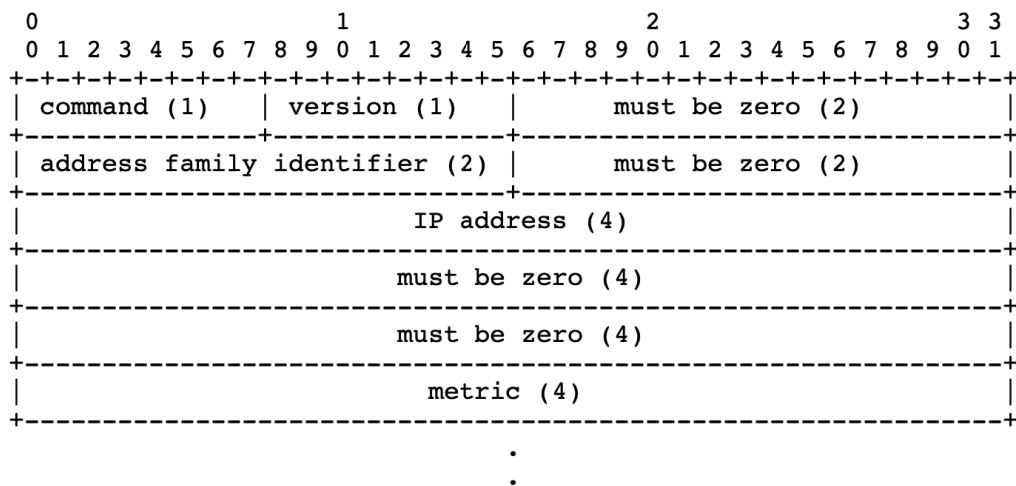 0                   1                   2                   3 3
0 1 2 3 4 5 6 7 8 9 0 1 2 3 4 5 6 7 8 9 0 1 2 3 4 5 6 7 8 9 0 1
+-+-+-+-+-+-+-+-+-+-+-+-+-+-+-+-+-+-+-+-+-+-+-+-+-+-+-+-+-+-+-+-+
| command (1) | version (1) | must be zero (2) |
+---------------+---------------+-------------------------------+
| address family identifier (2) | must be zero (2) |
+-------------------------------+-------------------------------+
| IP address (4) |
+---------------------------------------------------------------+
| must be zero (4) |
+---------------------------------------------------------------+
| must be zero (4) |
+---------------------------------------------------------------+
| metric (4) |
+---------------------------------------------------------------+
.
.